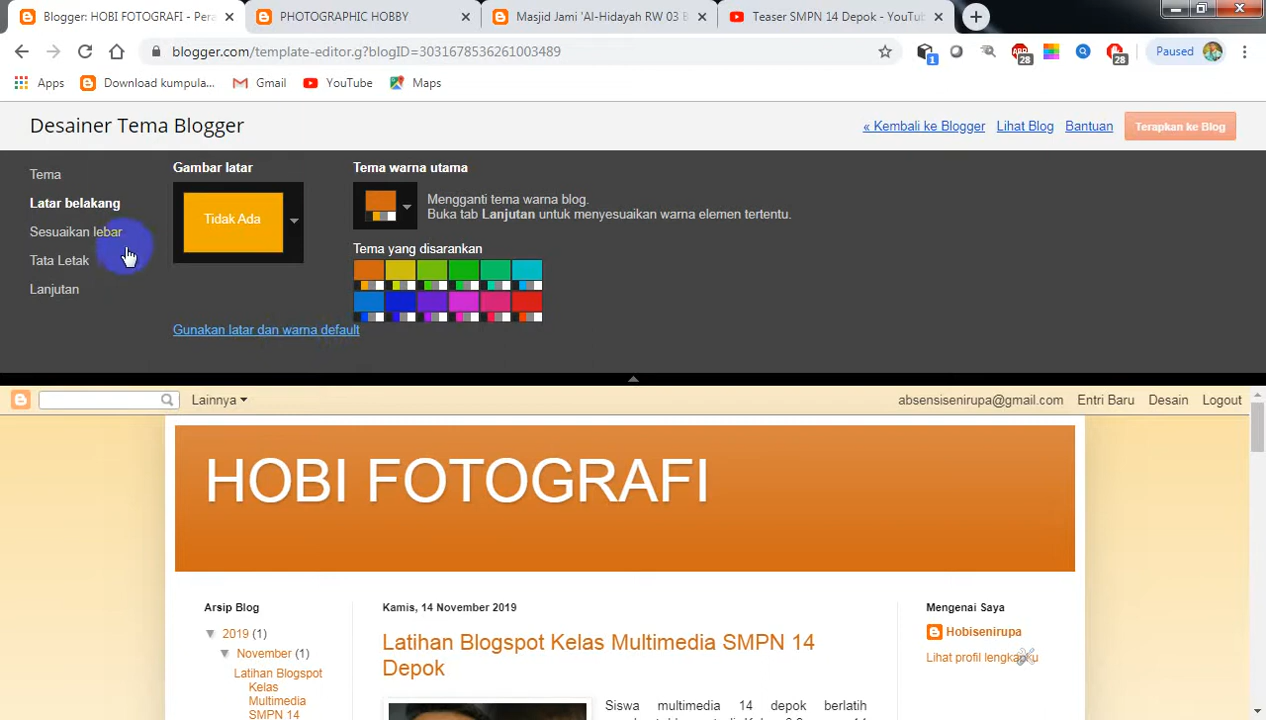 Blogger: HOBI FOTOGRAFI - Pera
PHOTOGRAPHIC HOBBY
Masjid Jami 'Al-Hidayah RW 03 B
Teaser SMPN 14 Depok - YouTub
blogger.com/template-editor.g?blogID=3031678536261003489
1
28
28
Paused
Apps
Download kumpula...
Gmail
YouTube
Maps
Desainer Tema Blogger
« Kembali ke Blogger
Lihat Blog
Bantuan
Terapkan ke Blog
Tema
Latar belakang
Sesuaikan lebar
Tata Letak
Lanjutan
Gambar latar
Tidak Ada
Gunakan latar dan warna default
Tema warna utama
Mengganti tema warna blog.
Buka tab Lanjutan untuk menyesuaikan warna elemen tertentu.
Tema yang disarankan
Lainnya
absensisenirupa@gmail.com
Entri Baru
Desain
Logout
HOBI FOTOGRAFI
Arsip Blog
▼ 2019 (1)
▼ November (1)
Latihan Blogspot
Kelas
Multimedia
SMPN 14
Kamis, 14 November 2019
Latihan Blogspot Kelas Multimedia SMPN 14
Depok
Siswa multimedia 14 depok berlatih
Mengenai Saya
Hobisenirupa
Lihat profil lengkapku